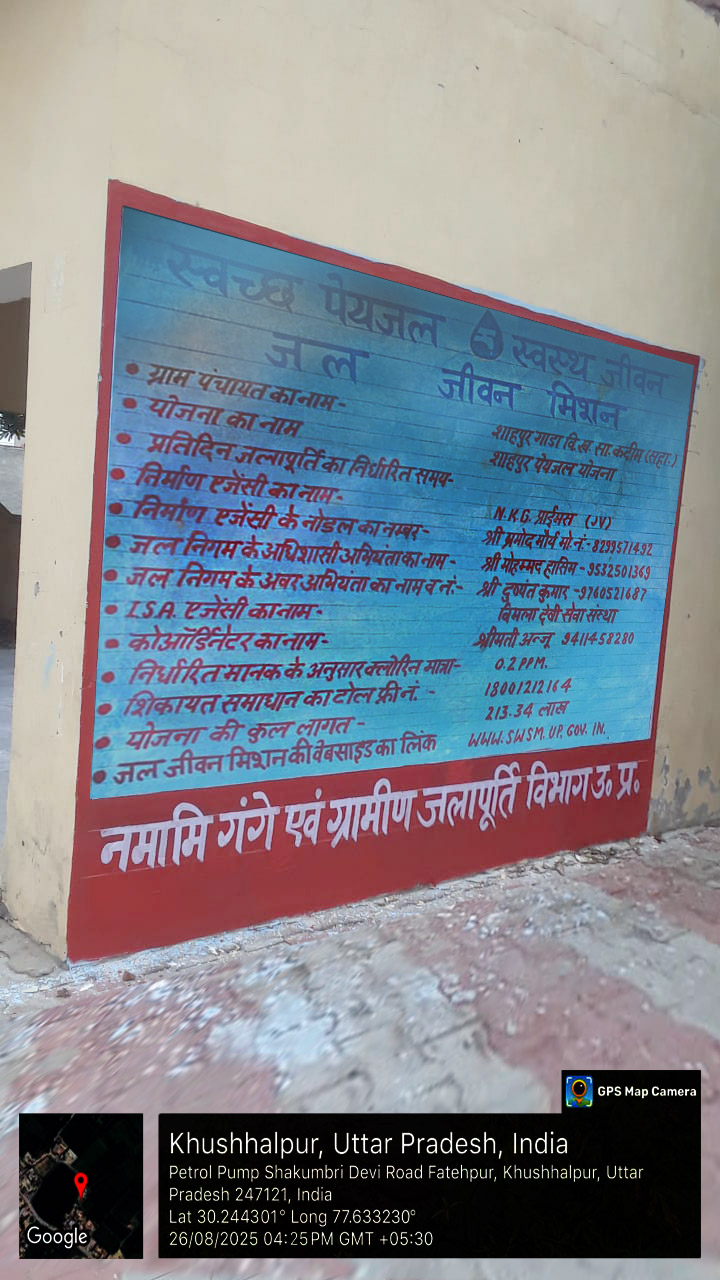 स्वच्छ पेयजल स्वस्थ जीवन
जल जीवन मिशन
• ग्राम पंचायत का नाम - शाहपुर गाडा वि.ख. सा. कदीम (सहा.)
• योजना का नाम शाहपुर पेयजल योजना
• प्रतिदिन जलापूर्ति का निर्धारित समय-
• निर्माण एजेंसी का नाम- N.K.G. प्राईमस (JV)
• निर्माण एजेंसी के नोडल का नम्बर- श्री प्रमोद मौर्य मो.नं.- 8299571492
• जल निगम के अधिशासी अभियंता का नाम - श्री मोहम्मद हासिम - 9532501369
• जल निगम के अवर अभियंता का नाम व नं:- श्री दुष्यंत कुमार -9760521687
• I.S.A. एजेंसी का नाम- विमला देवी सेवा संस्था
• कोऑर्डिनेटर का नाम- श्रीमती अन्जू 9411458280
• निर्धारित मानक के अनुसार क्लोरिन मात्रा- 0.2 PPM.
• शिकायत समाधान का टोल फ्री नं. - 18001212164
• योजना की कुल लागत - 213.34 लाख
• जल जीवन मिशन की वेबसाइड का लिंक WWW.SWSM.UP.GOV.IN.
नमामि गंगे एवं ग्रामीण जलापूर्ति विभाग उ० प्र०
GPS Map Camera
Khushhalpur, Uttar Pradesh, India
Petrol Pump Shakumbri Devi Road Fatehpur, Khushhalpur, Uttar
Pradesh 247121, India
Lat 30.244301° Long 77.633230°
26/08/2025 04:25 PM GMT +05:30
Google